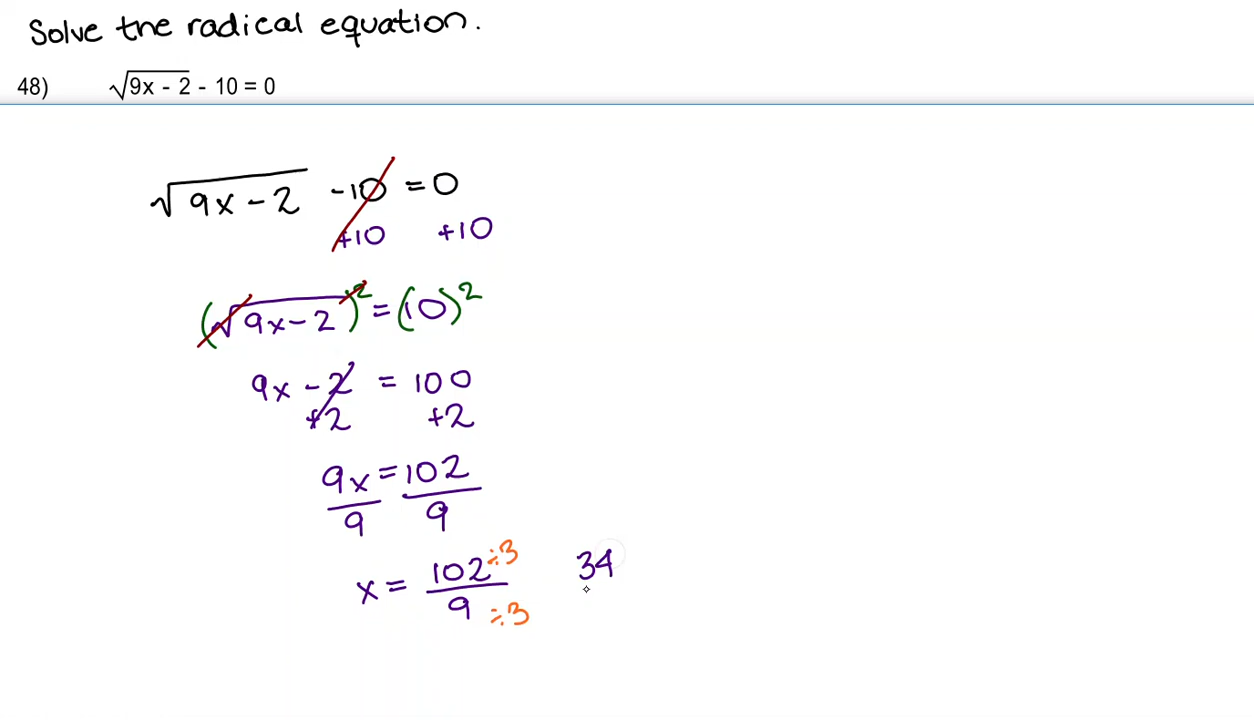 Solve the radical equation.
48) √9x - 2 - 10 = 0
√9x - 2 - 10 = 0
+10 +10
(√9x - 2)² = (10)²
9x - 2 = 100
+2 +2
9x = 102
9 9
x = 102 ÷3 34
9 ÷3